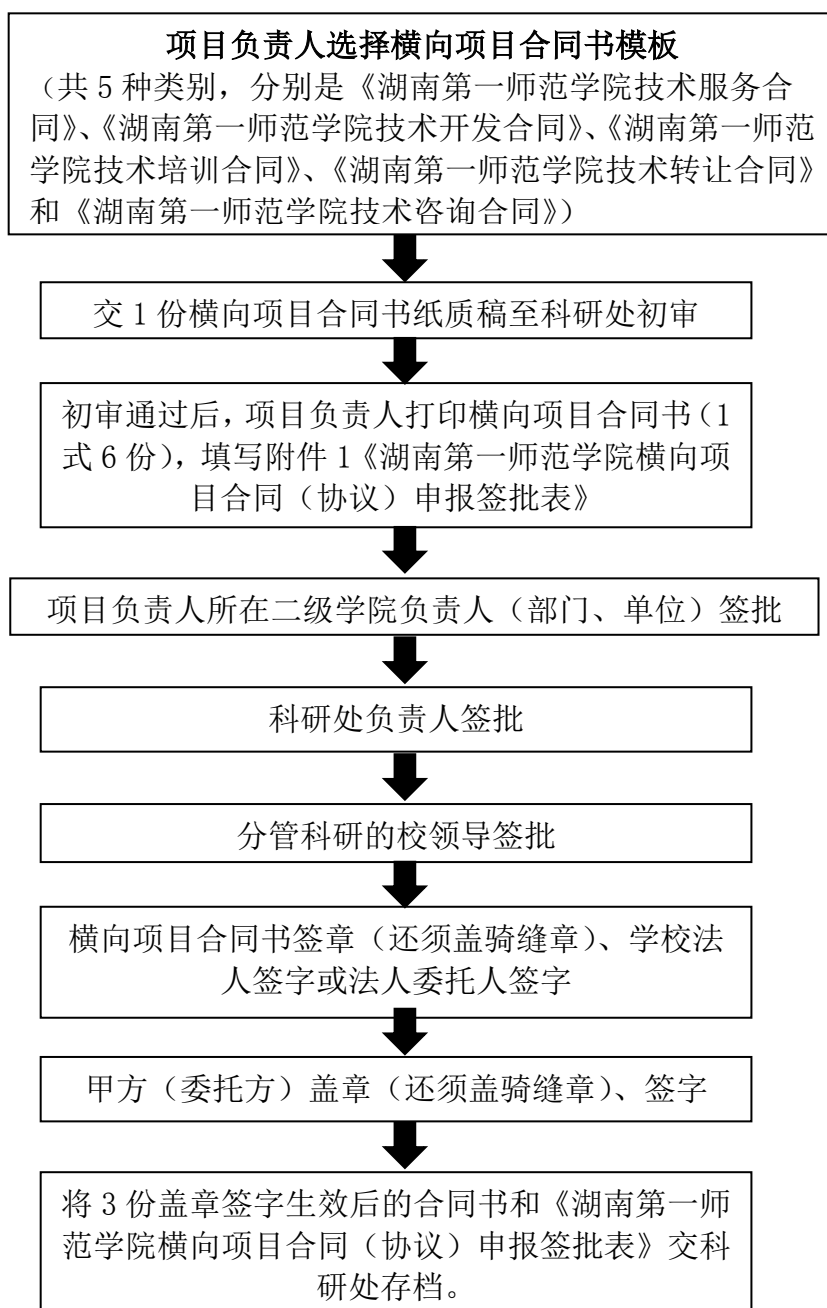 项目负责人选择横向项目合同书模板
（共 5 种类别，分别是《湖南第一师范学院技术服务合
同》、《湖南第一师范学院技术开发合同》、《湖南第一师范
学院技术培训合同》、《湖南第一师范学院技术转让合同》
和《湖南第一师范学院技术咨询合同》）
交 1 份横向项目合同书纸质稿至科研处初审
初审通过后，项目负责人打印横向项目合同书（1
式 6 份），填写附件 1《湖南第一师范学院横向项
目合同（协议）申报签批表》
项目负责人所在二级学院负责人（部门、单位）签批
科研处负责人签批
分管科研的校领导签批
横向项目合同书签章（还须盖骑缝章）、学校法
人签字或法人委托人签字
甲方（委托方）盖章（还须盖骑缝章）、签字
将 3 份盖章签字生效后的合同书和《湖南第一师
范学院横向项目合同（协议）申报签批表》交科
研处存档。